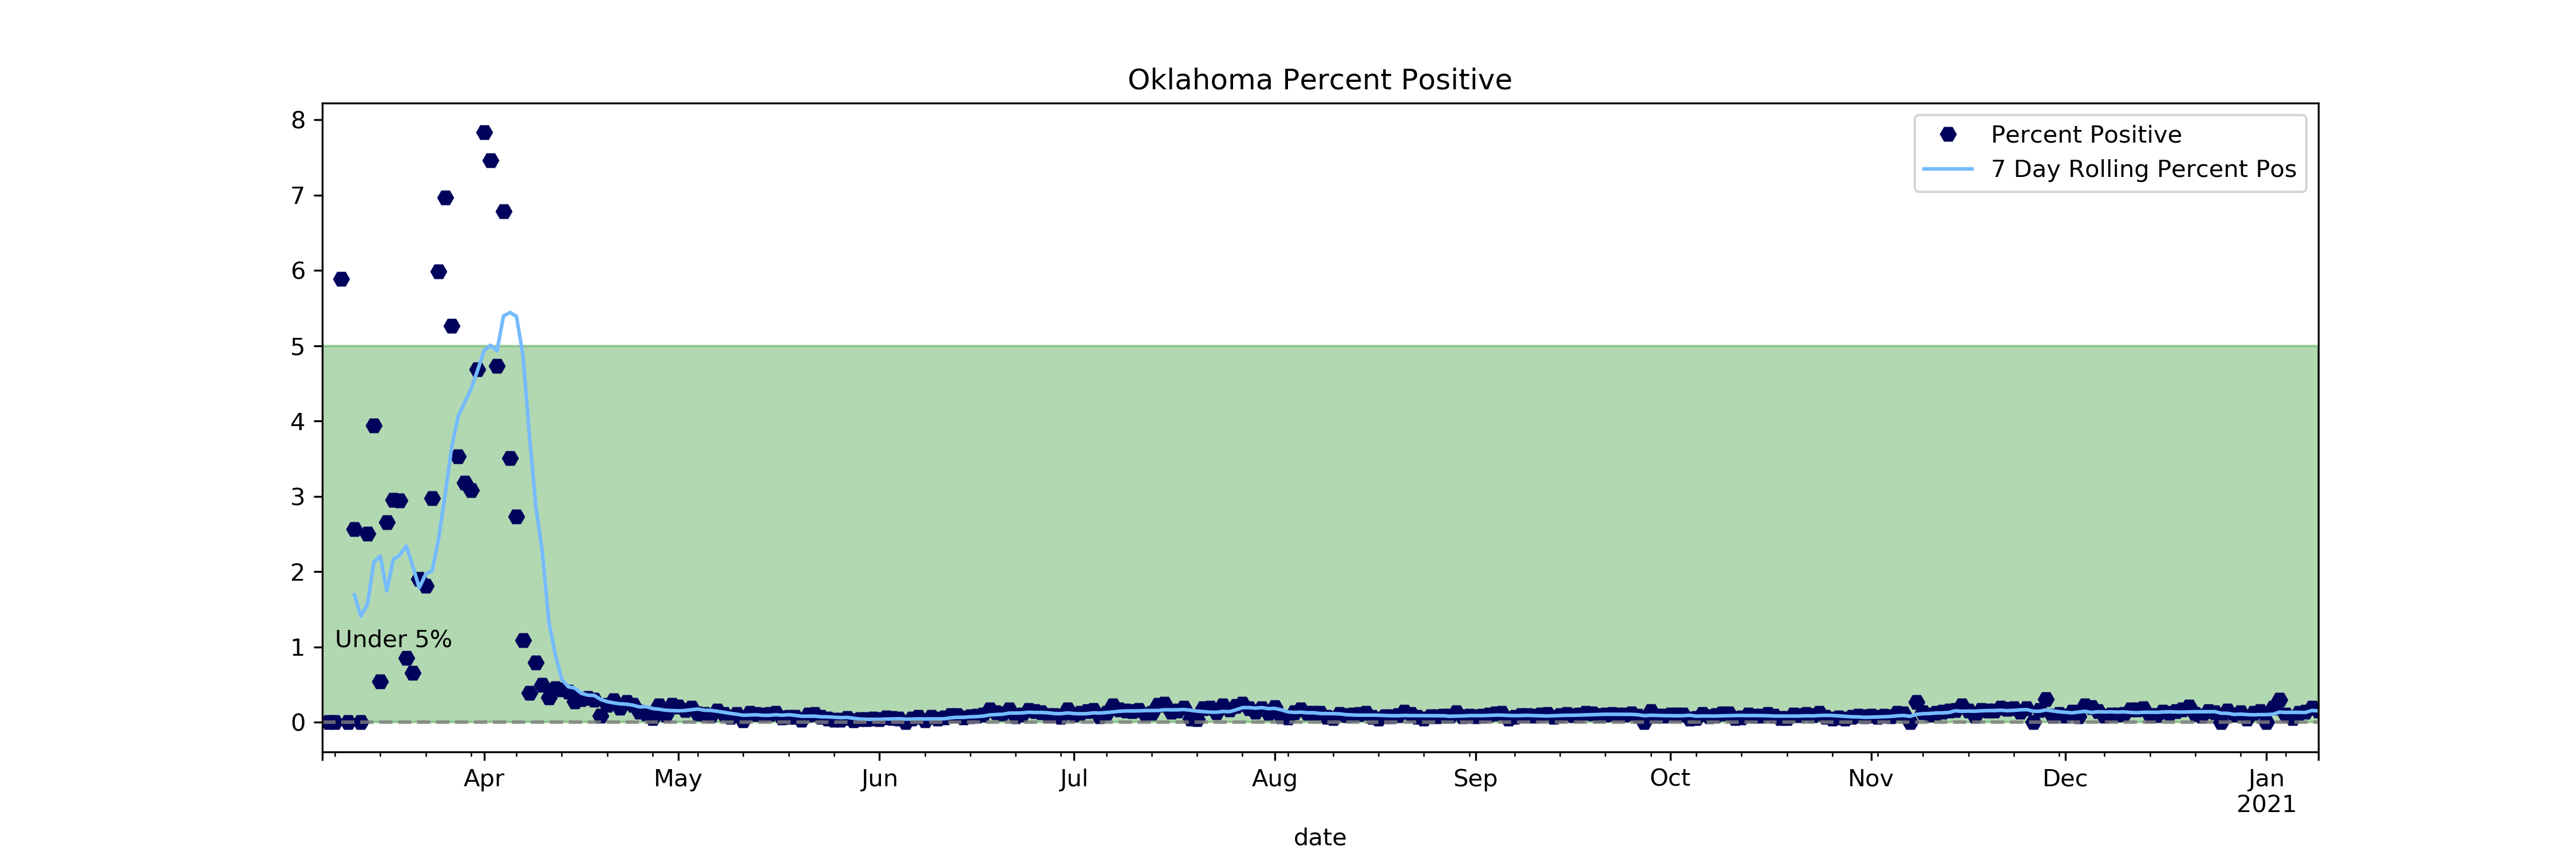 Oklahoma Percent Positive
8
7
6
5
4
3
2
1
0
Percent Positive
7 Day Rolling Percent Pos
Under 5%
Apr
May
Jun
Jul
Aug
Sep
Oct
Nov
Dec
Jan
2021
date